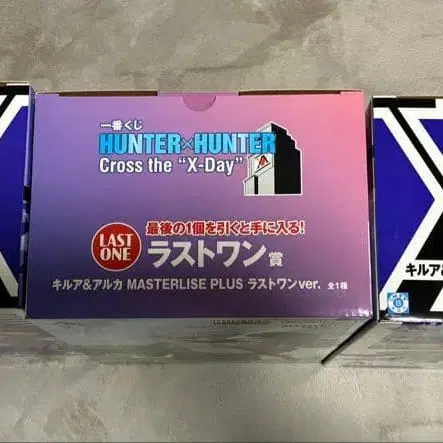 一番くじ
HUNTER×HUNTER
Cross the "X-Day"
LAST
ONE
最後の1個を引くと手に入る!
ラストワン賞
キルア&アルカ MASTERLISE PLUS ラストワンver. 全1種
キルア&